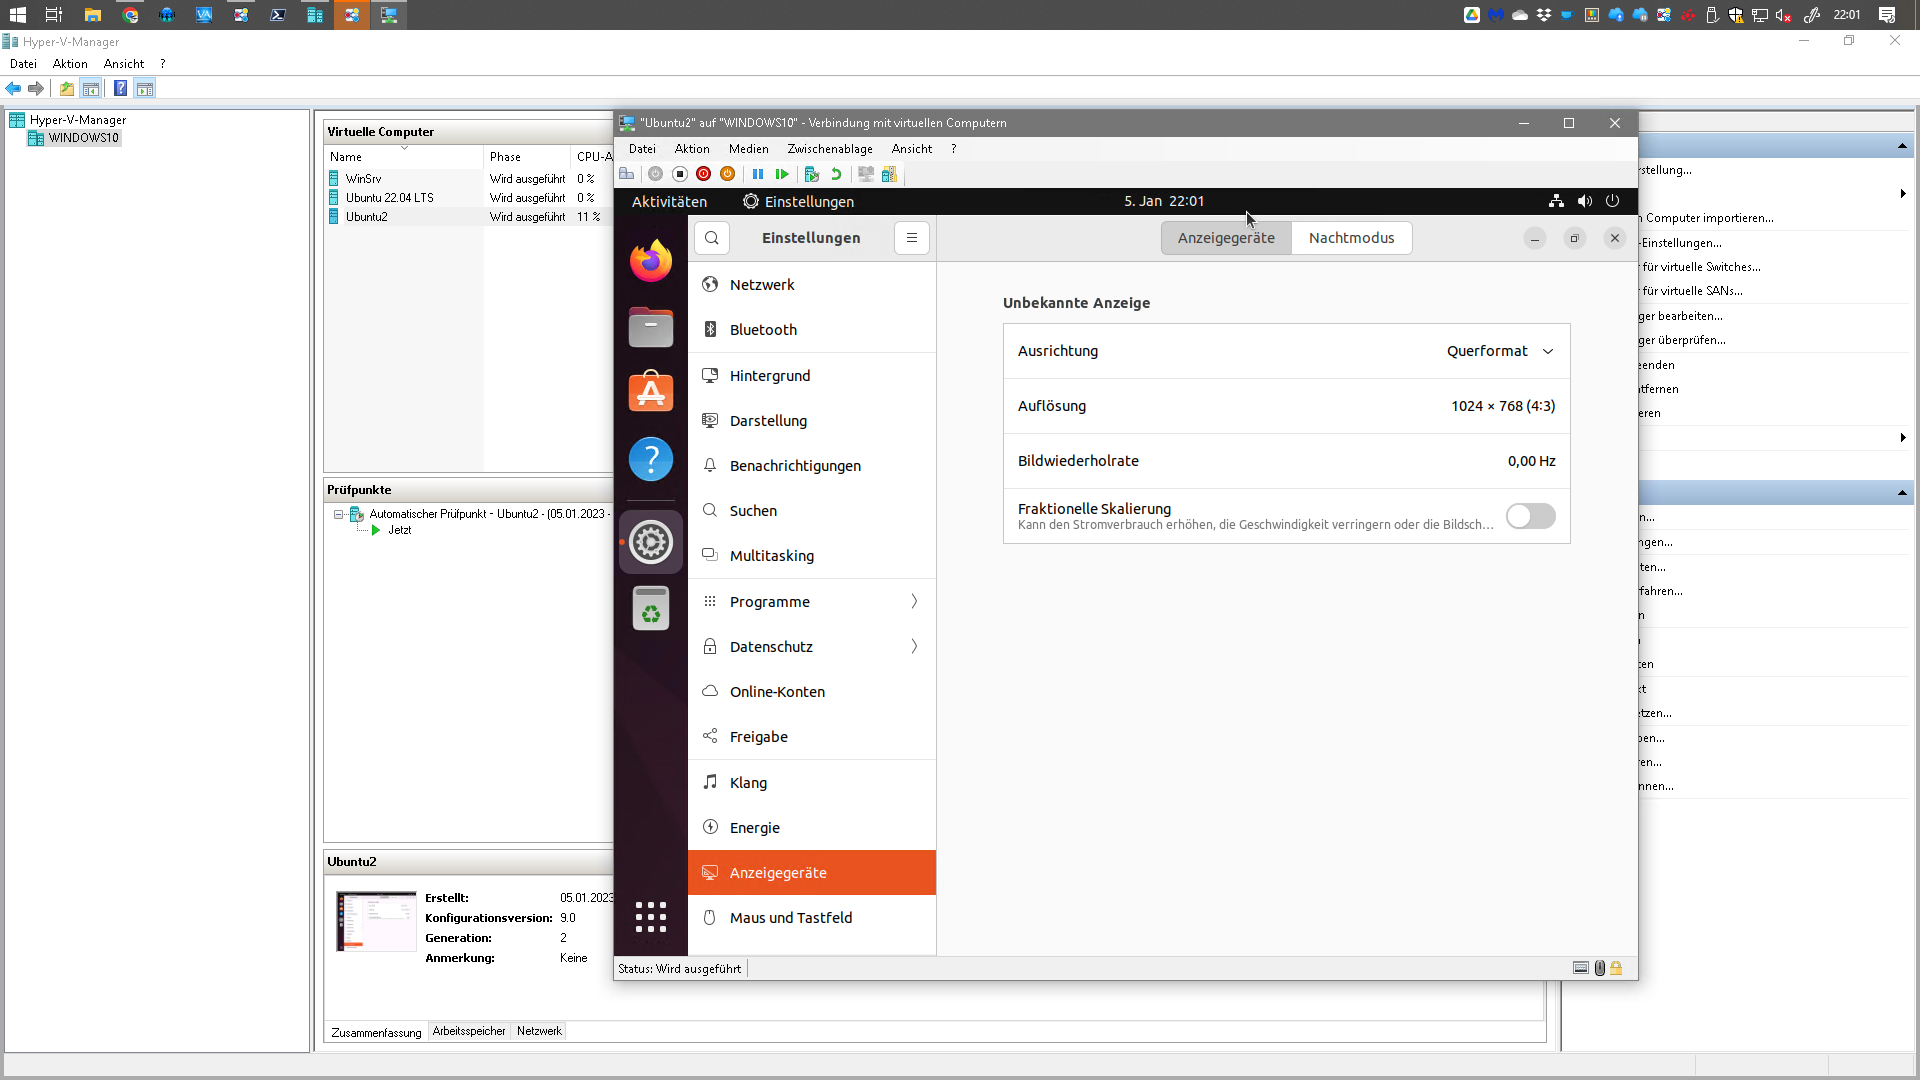 22:01
Hyper-V-Manager
Datei Aktion Ansicht ?
Hyper-V-Manager
WINDOWS10
Virtuelle Computer
Name Phase CPU-A
WinSrv Wird ausgeführt 0 %
Ubuntu 22.04 LTS Wird ausgeführt 0 %
Ubuntu2 Wird ausgeführt 11 %
Prüfpunkte
Automatischer Prüfpunkt - Ubuntu2 - (05.01.2023 -
Jetzt
Ubuntu2
Erstellt: 05.01.2023
Konfigurationsversion: 9.0
Generation: 2
Anmerkung: Keine
Zusammenfassung Arbeitsspeicher Netzwerk
"Ubuntu2" auf "WINDOWS10" - Verbindung mit virtuellen Computern
Datei Aktion Medien Zwischenablage Ansicht ?
Aktivitäten Einstellungen 5. Jan 22:01
Einstellungen Anzeigegeräte Nachtmodus
Netzwerk
Bluetooth
Hintergrund
Darstellung
Benachrichtigungen
Suchen
Multitasking
Programme
Datenschutz
Online-Konten
Freigabe
Klang
Energie
Anzeigegeräte
Maus und Tastfeld
Unbekannte Anzeige
Ausrichtung Querformat
Auflösung 1024 × 768 (4:3)
Bildwiederholrate 0,00 Hz
Fraktionelle Skalierung
Kann den Stromverbrauch erhöhen, die Geschwindigkeit verringern oder die Bildsch…
Status: Wird ausgeführt
stellung...
n Computer importieren...
-Einstellungen...
für virtuelle Switches...
für virtuelle SANs...
ger bearbeiten...
ger überprüfen...
eenden
tfernen
eren
n...
ngen...
ten...
fahren...
n
ten
kt
etzen...
ben...
ren...
nnen...